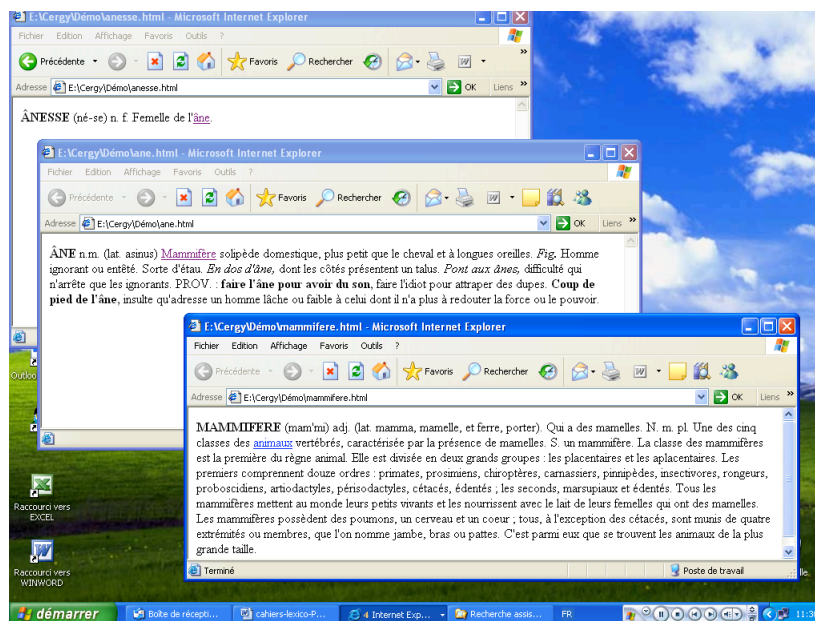 E:\Cergy\Démo\anesse.html - Microsoft Internet Explorer
Fichier Edition Affichage Favoris Outils ?
Précédente Favoris Rechercher W »
Adresse E:\Cergy\Démo\anesse.html OK Liens »
ÂNESSE (né-se) n. f. Femelle de l'âne.
E:\Cergy\Démo\ane.html - Microsoft Internet Explorer
Fichier Edition Affichage Favoris Outils ?
Précédente Favoris Rechercher W
Adresse E:\Cergy\Démo\ane.html OK Liens »
ÂNE n.m. (lat. asinus) Mammifère solipède domestique, plus petit que le cheval et à longues oreilles. Fig. Homme
ignorant ou entêté. Sorte d'étau. En dos d'âne, dont les côtés présentent un talus. Pont aux ânes, difficulté qui
n'arrête que les ignorants. PROV. : faire l'âne pour avoir du son, faire l'idiot pour attraper des dupes. Coup de
pied de l'âne, insulte qu'adresse un homme lâche ou faible à celui dont il n'a plus à redouter la force ou le pouvoir.
E:\Cergy\Démo\mammifere.html - Microsoft Internet Explorer
Fichier Edition Affichage Favoris Outils ?
Précédente Favoris Rechercher W
Adresse E:\Cergy\Démo\mammifere.html OK Liens »
MAMMIFERE (mam'mi) adj. (lat. mamma, mamelle, et ferre, porter). Qui a des mamelles. N. m. pl. Une des cinq
classes des animaux vertébrés, caractérisée par la présence de mamelles. S. un mammifère. La classe des mammifères
est la première du règne animal. Elle est divisée en deux grands groupes : les placentaires et les aplacentaires. Les
premiers comprennent douze ordres : primates, prosimiens, chiroptères, carnassiers, pinnipèdes, insectivores, rongeurs,
proboscidiens, artiodactyles, périsodactyles, cétacés, édentés ; les seconds, marsupiaux et édentés. Tous les
mammifères mettent au monde leurs petits vivants et les nourrissent avec le lait de leurs femelles qui ont des mamelles.
Les mammifères possèdent des poumons, un cerveau et un coeur ; tous, à l'exception des cétacés, sont munis de quatre
extrémités ou membres, que l'on nomme jambe, bras ou pattes. C'est parmi eux que se trouvent les animaux de la plus
grande taille.
Terminé Poste de travail
Outloo
Raccourci vers
EXCEL
Raccourci vers
WINWORD
démarrer Boîte de récepti... cahiers-lexico-P... 4 Internet Exp... Recherche assis... FR